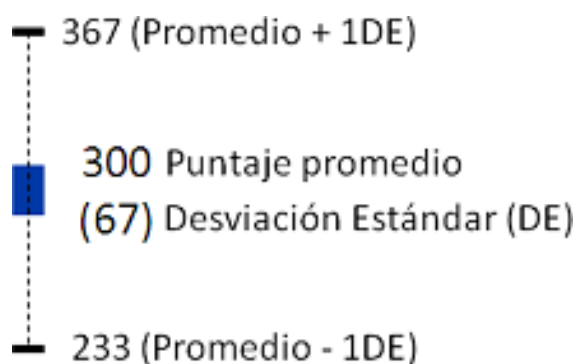 367 (Promedio + 1DE)
300 Puntaje promedio
(67) Desviación Estándar (DE)
233 (Promedio - 1DE)